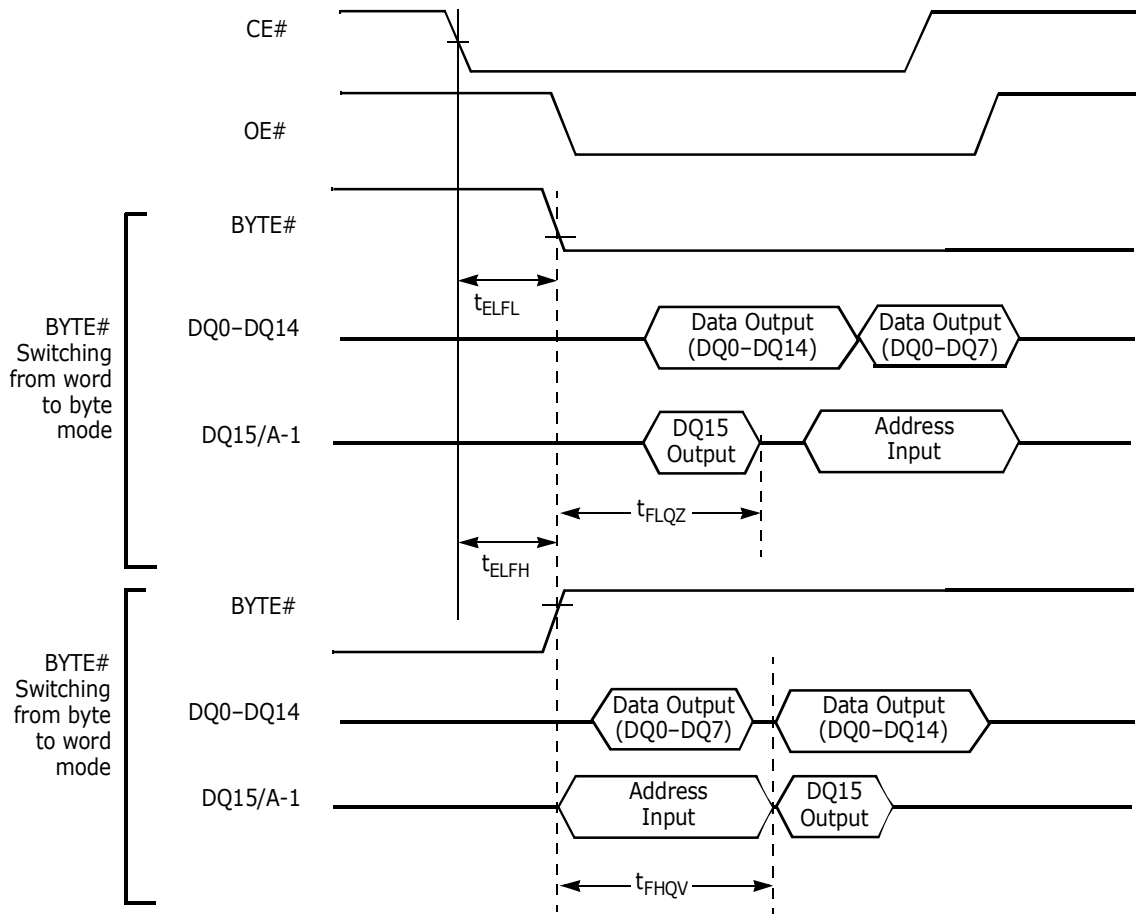 CE#
OE#
BYTE#
Switching
from word
to byte
mode
BYTE#
tELFL
DQ0–DQ14
Data Output
(DQ0–DQ14)
Data Output
(DQ0–DQ7)
DQ15/A-1
DQ15
Output
Address
Input
tFLQZ
tELFH
BYTE#
Switching
from byte
to word
mode
BYTE#
DQ0–DQ14
Data Output
(DQ0–DQ7)
Data Output
(DQ0–DQ14)
DQ15/A-1
Address
Input
DQ15
Output
tFHQV